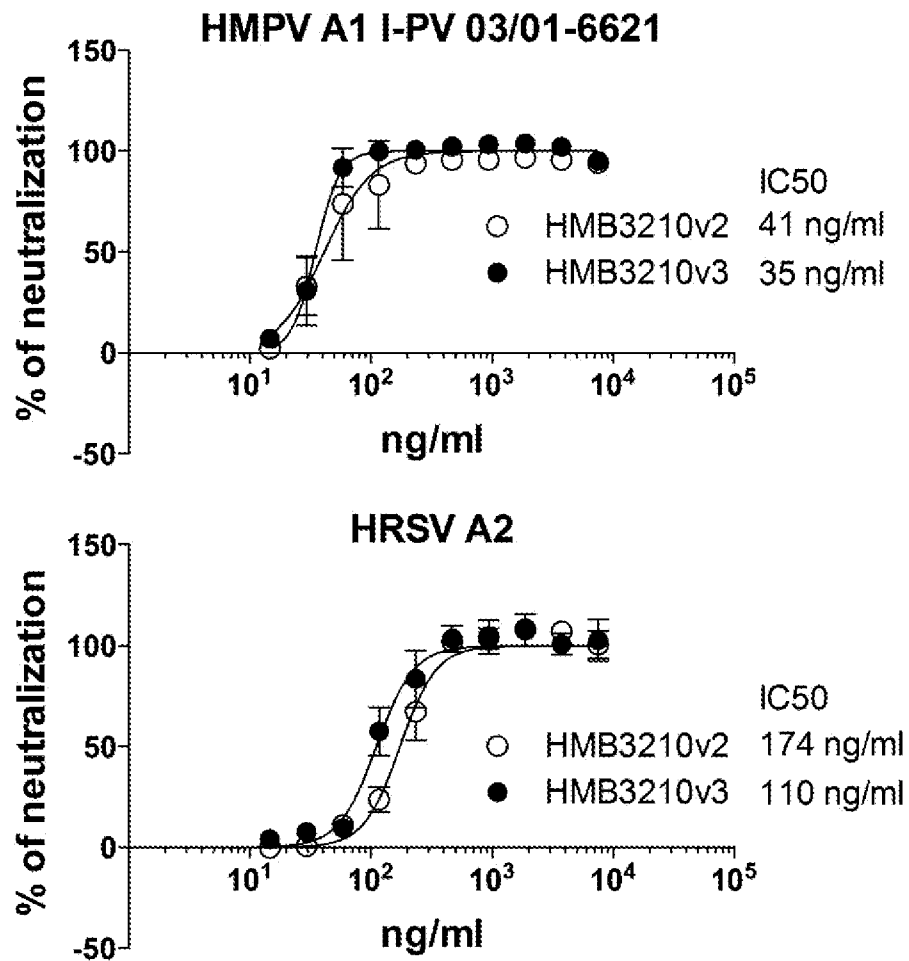 HMPV A1 I-PV 03/01-6621
% of neutralization
150
100
50
0
-50
10¹ 10² 10³ 10⁴ 10⁵
ng/ml
IC50
HMB3210v2 41 ng/ml
HMB3210v3 35 ng/ml
HRSV A2
% of neutralization
150
100
50
0
-50
10¹ 10² 10³ 10⁴ 10⁵
ng/ml
IC50
HMB3210v2 174 ng/ml
HMB3210v3 110 ng/ml